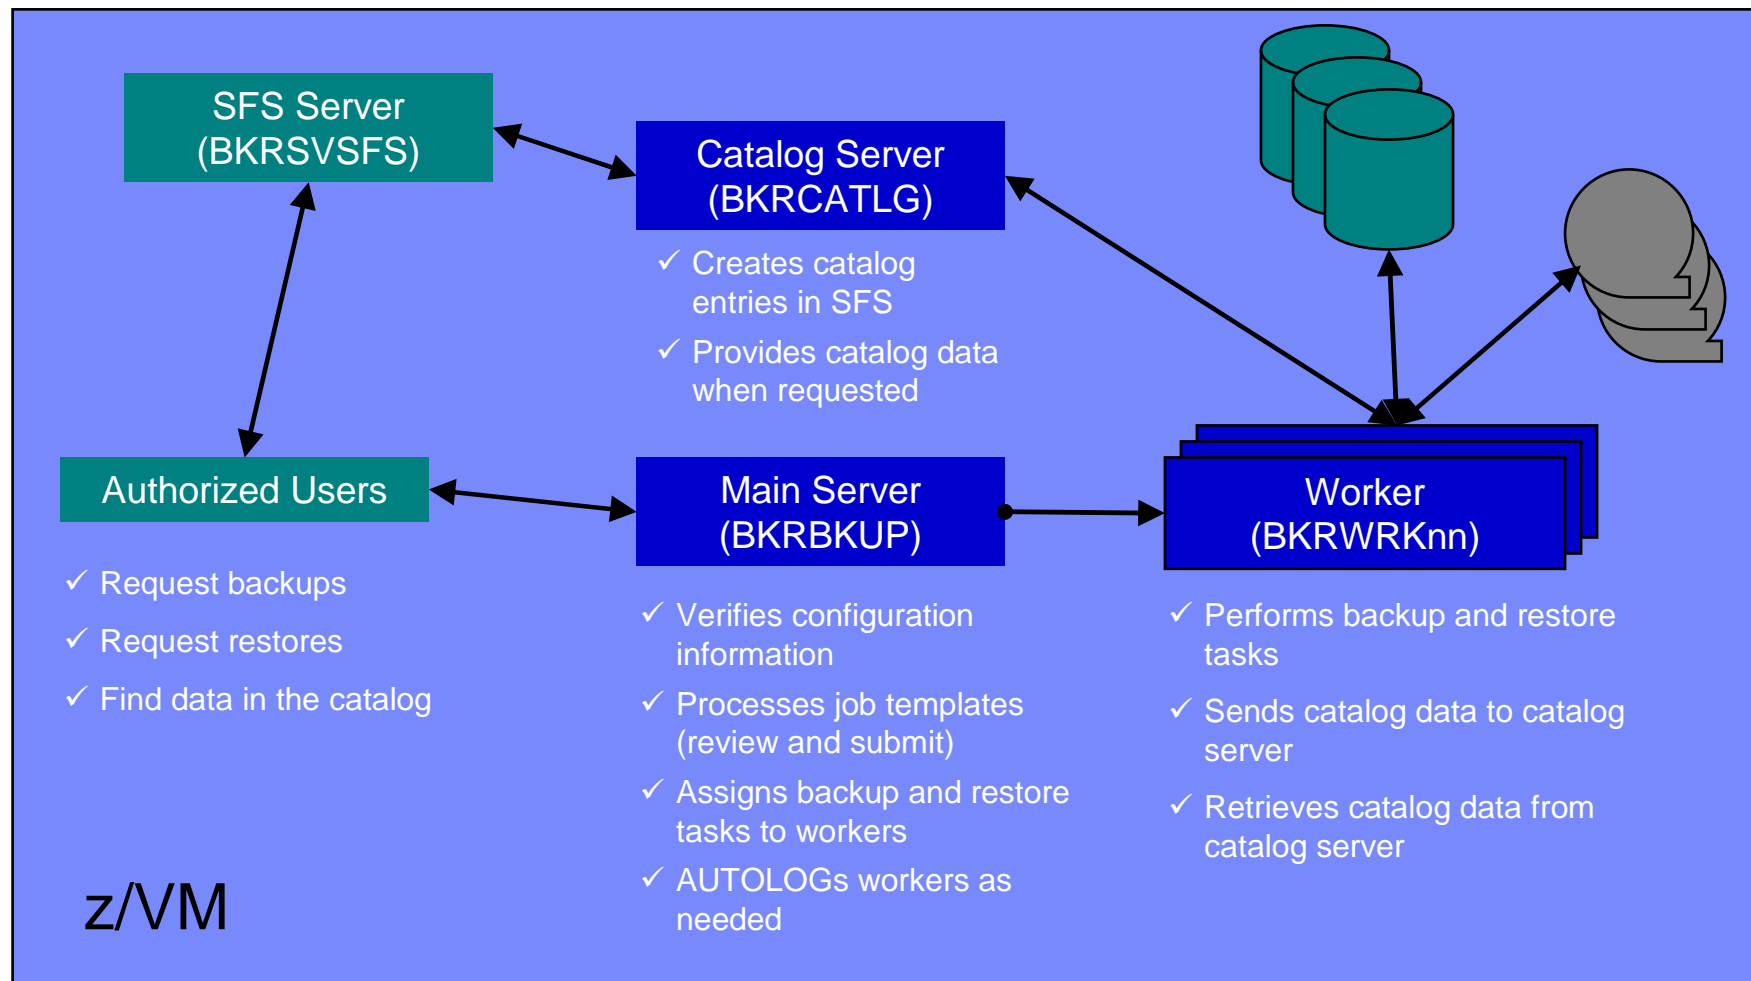 SFS Server
(BKRSVSFS)
Catalog Server
(BKRCATLG)
✓ Creates catalog
entries in SFS
✓ Provides catalog data
when requested
Authorized Users
✓ Request backups
✓ Request restores
✓ Find data in the catalog
Main Server
(BKRBKUP)
✓ Verifies configuration
information
✓ Processes job templates
(review and submit)
✓ Assigns backup and restore
tasks to workers
✓ AUTOLOGs workers as
needed
Worker
(BKRWRKnn)
✓ Performs backup and restore
tasks
✓ Sends catalog data to catalog
server
✓ Retrieves catalog data from
catalog server
z/VM